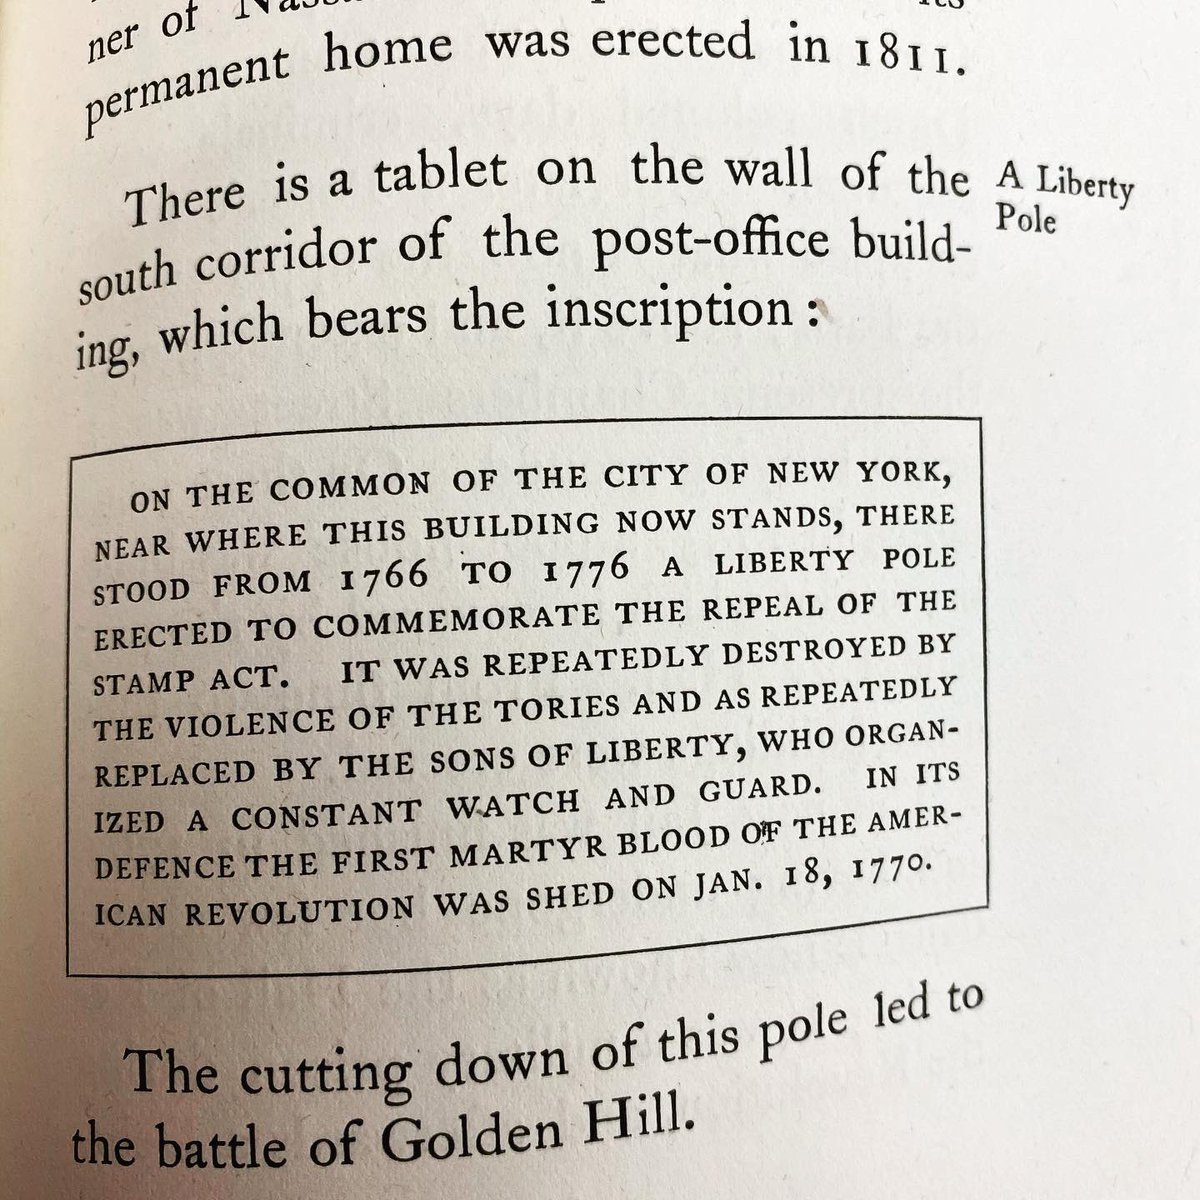 ner of
permanent home was erected in 1811.
There is a tablet on the wall of the
south corridor of the post-office build-
ing, which bears the inscription :
A Liberty
Pole
ON THE COMMON OF THE CITY OF NEW YORK,
NEAR WHERE THIS BUILDING NOW STANDS, THERE
STOOD FROM 1766 TO 1776 A LIBERTY POLE
ERECTED TO COMMEMORATE THE REPEAL OF THE
STAMP ACT. IT WAS REPEATEDLY DESTROYED BY
THE VIOLENCE OF THE TORIES AND AS REPEATEDLY
REPLACED BY THE SONS OF LIBERTY, WHO ORGAN-
IZED A CONSTANT WATCH AND GUARD. IN ITS
DEFENCE THE FIRST MARTYR BLOOD OF THE AMER-
ICAN REVOLUTION WAS SHED ON JAN. 18, 1770.
The cutting down of this pole led to
the battle of Golden Hill.